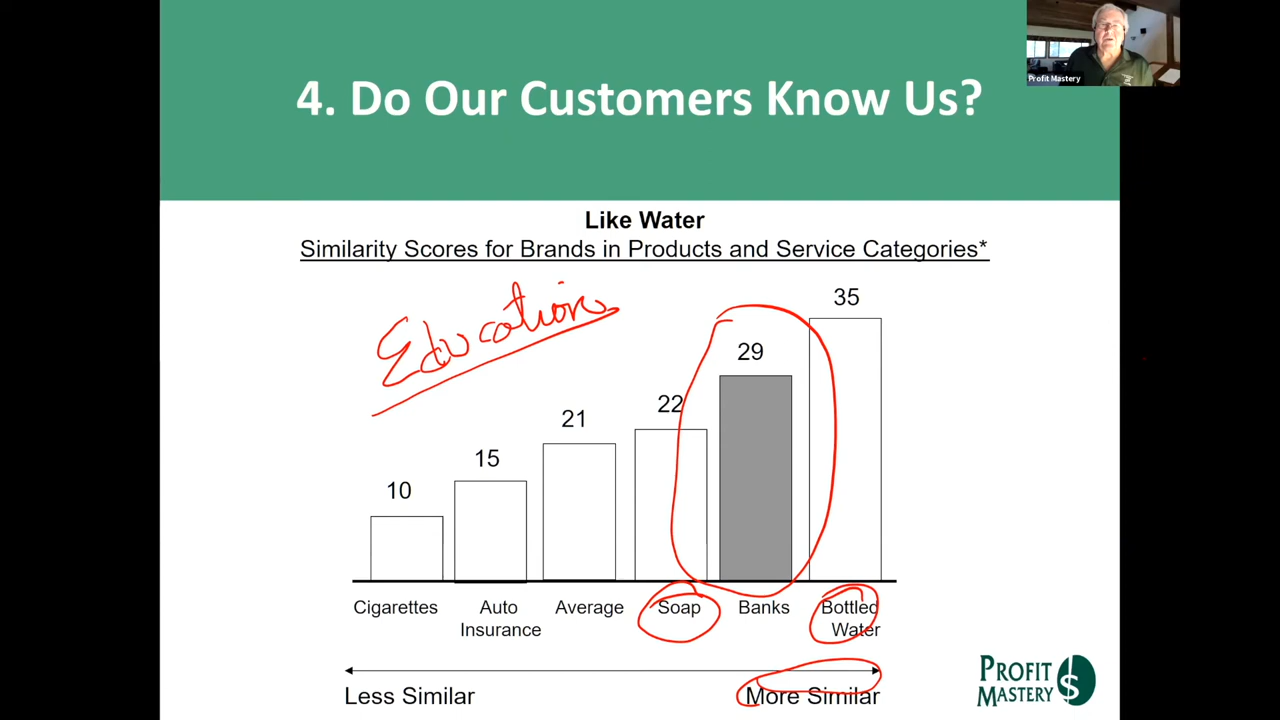 4. Do Our Customers Know Us?
Profit Mastery
Like Water
Similarity Scores for Brands in Products and Service Categories*
Education
10
15
21
22
29
35
Cigarettes
Auto
Insurance
Average
Soap
Banks
Bottled
Water
Less Similar
More Similar
PROFIT
MASTERY
$